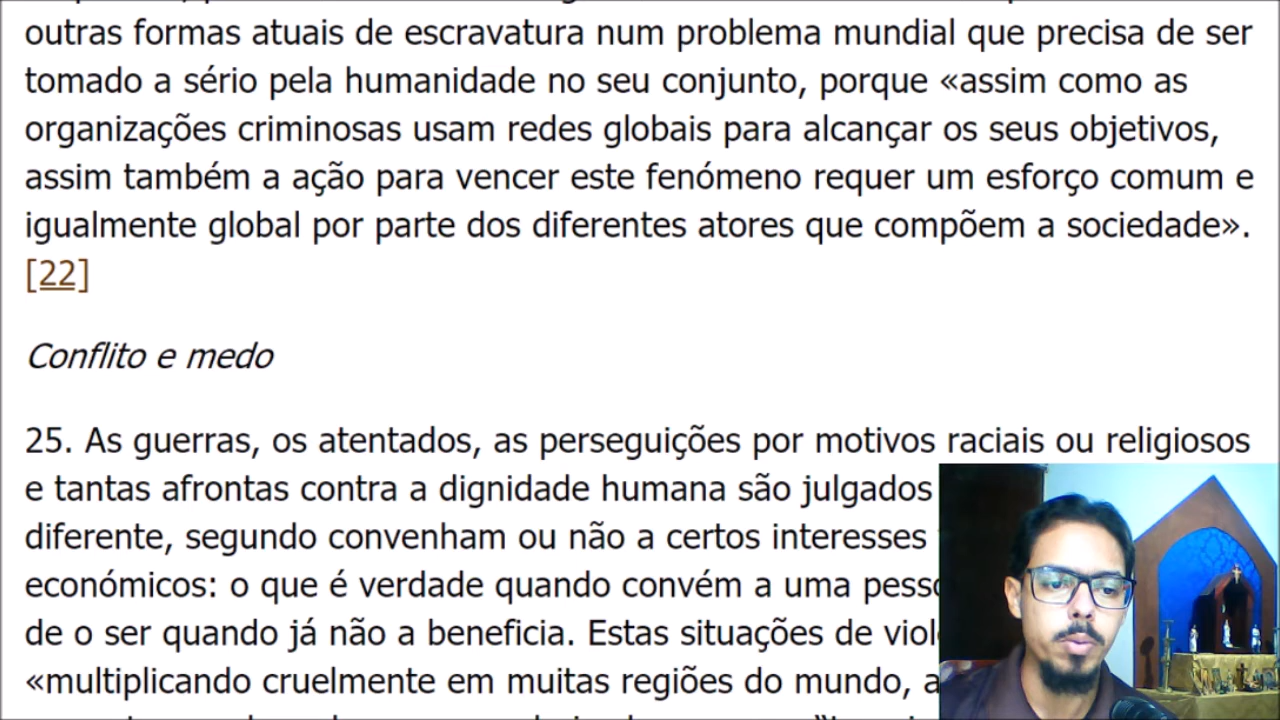 outras formas atuais de escravatura num problema mundial que precisa de ser
tomado a sério pela humanidade no seu conjunto, porque «assim como as
organizações criminosas usam redes globais para alcançar os seus objetivos,
assim também a ação para vencer este fenómeno requer um esforço comum e
igualmente global por parte dos diferentes atores que compõem a sociedade».
[22]
Conflito e medo
25. As guerras, os atentados, as perseguições por motivos raciais ou religiosos
e tantas afrontas contra a dignidade humana são julgados
diferente, segundo convenham ou não a certos interesses
económicos: o que é verdade quando convém a uma
de o ser quando já não a beneficia. Estas situações de
«multiplicando cruelmente em muitas regiões do mundo,